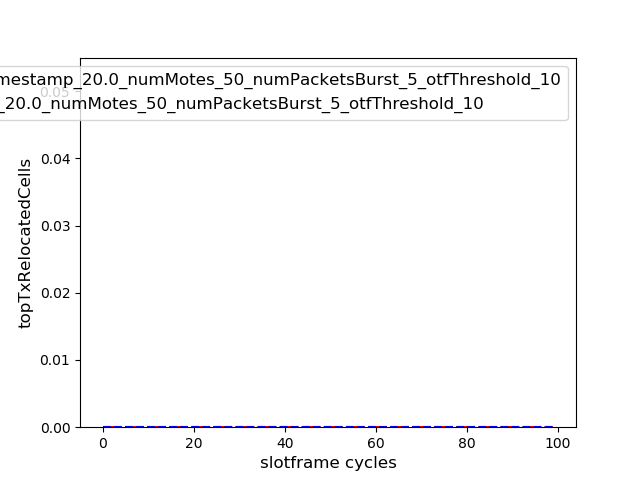 mestamp_20.0_numMotes_50_numPacketsBurst_5_otfThreshold_10
_20.0_numMotes_50_numPacketsBurst_5_otfThreshold_10
0.05
0.04
0.03
0.02
0.01
0.00
topTxRelocatedCells
0 20 40 60 80 100
slotframe cycles